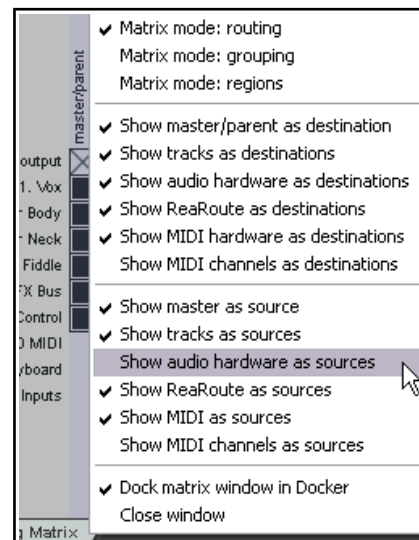 master/parent
output
1. Vox
Body
Neck
Fiddle
FX Bus
Control
MIDI
Inputs
Matrix
Matrix mode: routing
Matrix mode: grouping
Matrix mode: regions
Show master/parent as destination
Show tracks as destinations
Show audio hardware as destinations
Show ReaRoute as destinations
Show MIDI hardware as destinations
Show MIDI channels as destinations
Show master as source
Show tracks as sources
Show audio hardware as sources
Show ReaRoute as sources
Show MIDI as sources
Show MIDI channels as sources
Dock matrix window in Docker
Close window